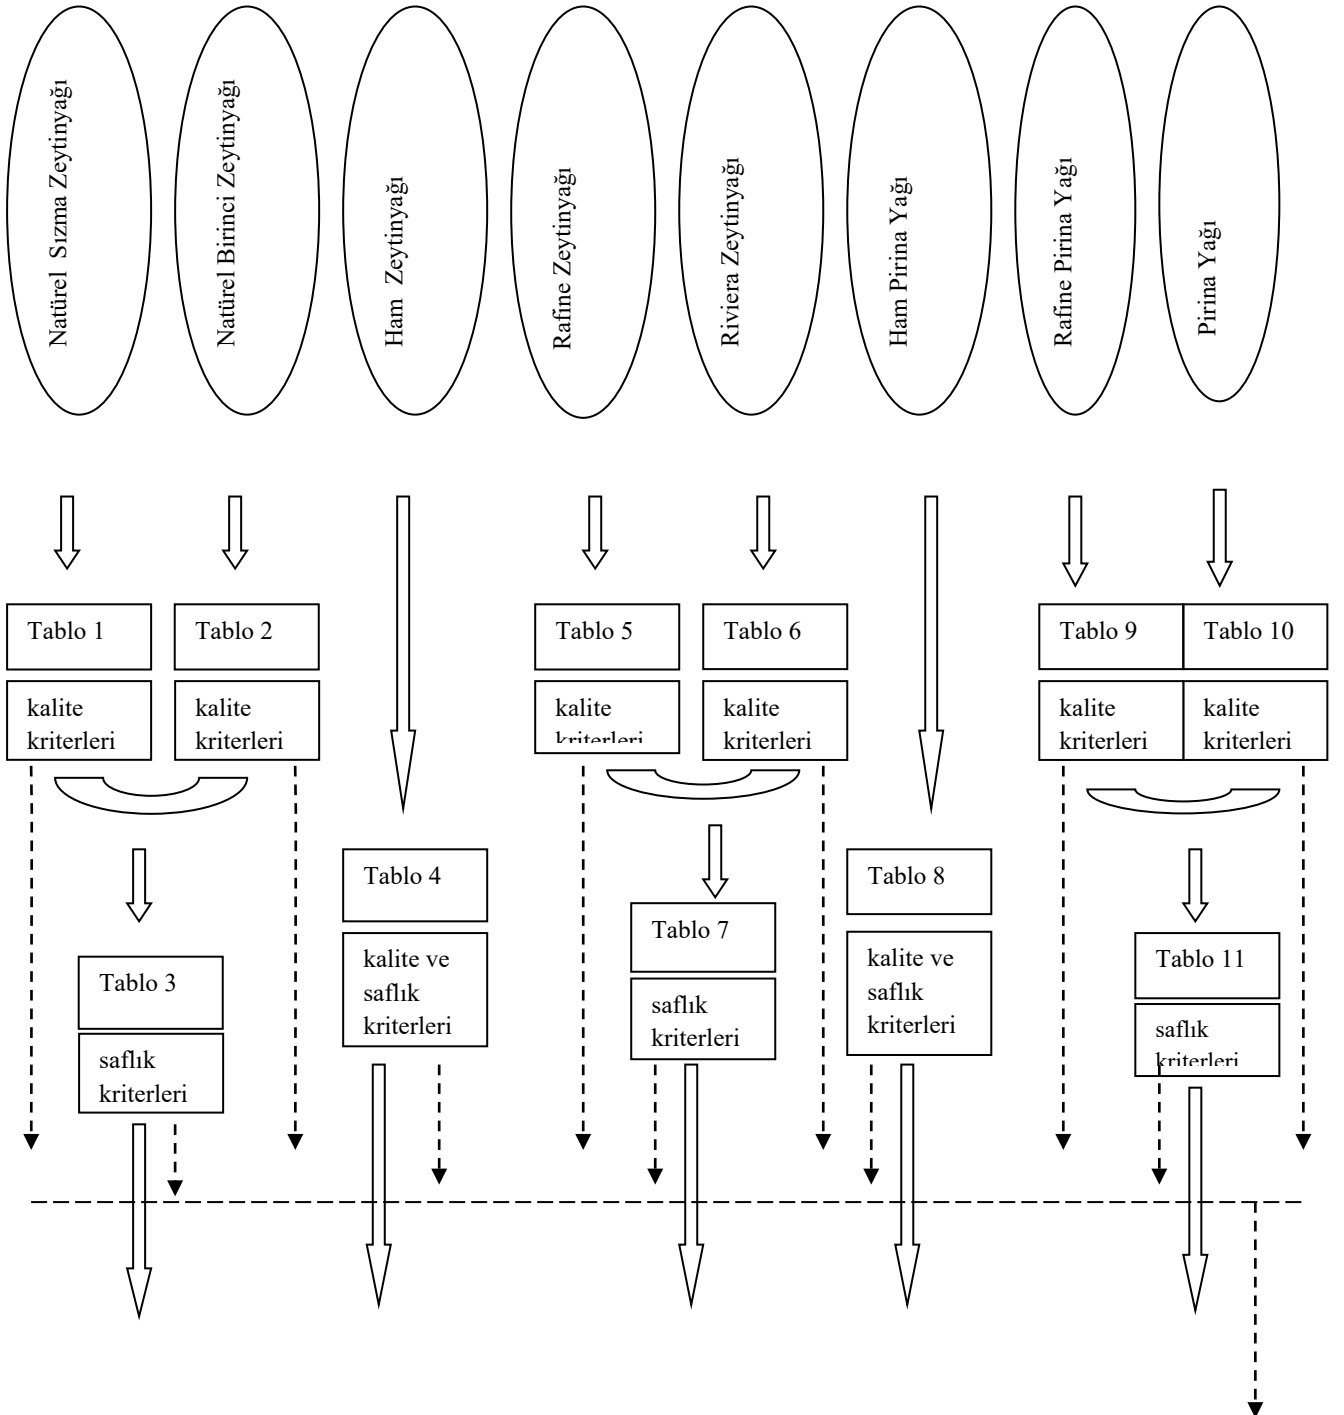 Natürel Sızma Zeytinyağı
Natürel Birinci Zeytinyağı
Ham Zeytinyağı
Rafine Zeytinyağı
Riviera Zeytinyağı
Ham Pirina Yağı
Rafine Pirina Yağı
Pirina Yağı
Tablo 1
kalite
kriterleri
Tablo 2
kalite
kriterleri
Tablo 5
kalite
kriterleri
Tablo 6
kalite
kriterleri
Tablo 9
kalite
kriterleri
Tablo 10
kalite
kriterleri
Tablo 3
saflık
kriterleri
Tablo 4
kalite ve
saflık
kriterleri
Tablo 7
saflık
kriterleri
Tablo 8
kalite ve
saflık
kriterleri
Tablo 11
saflık
kriterleri